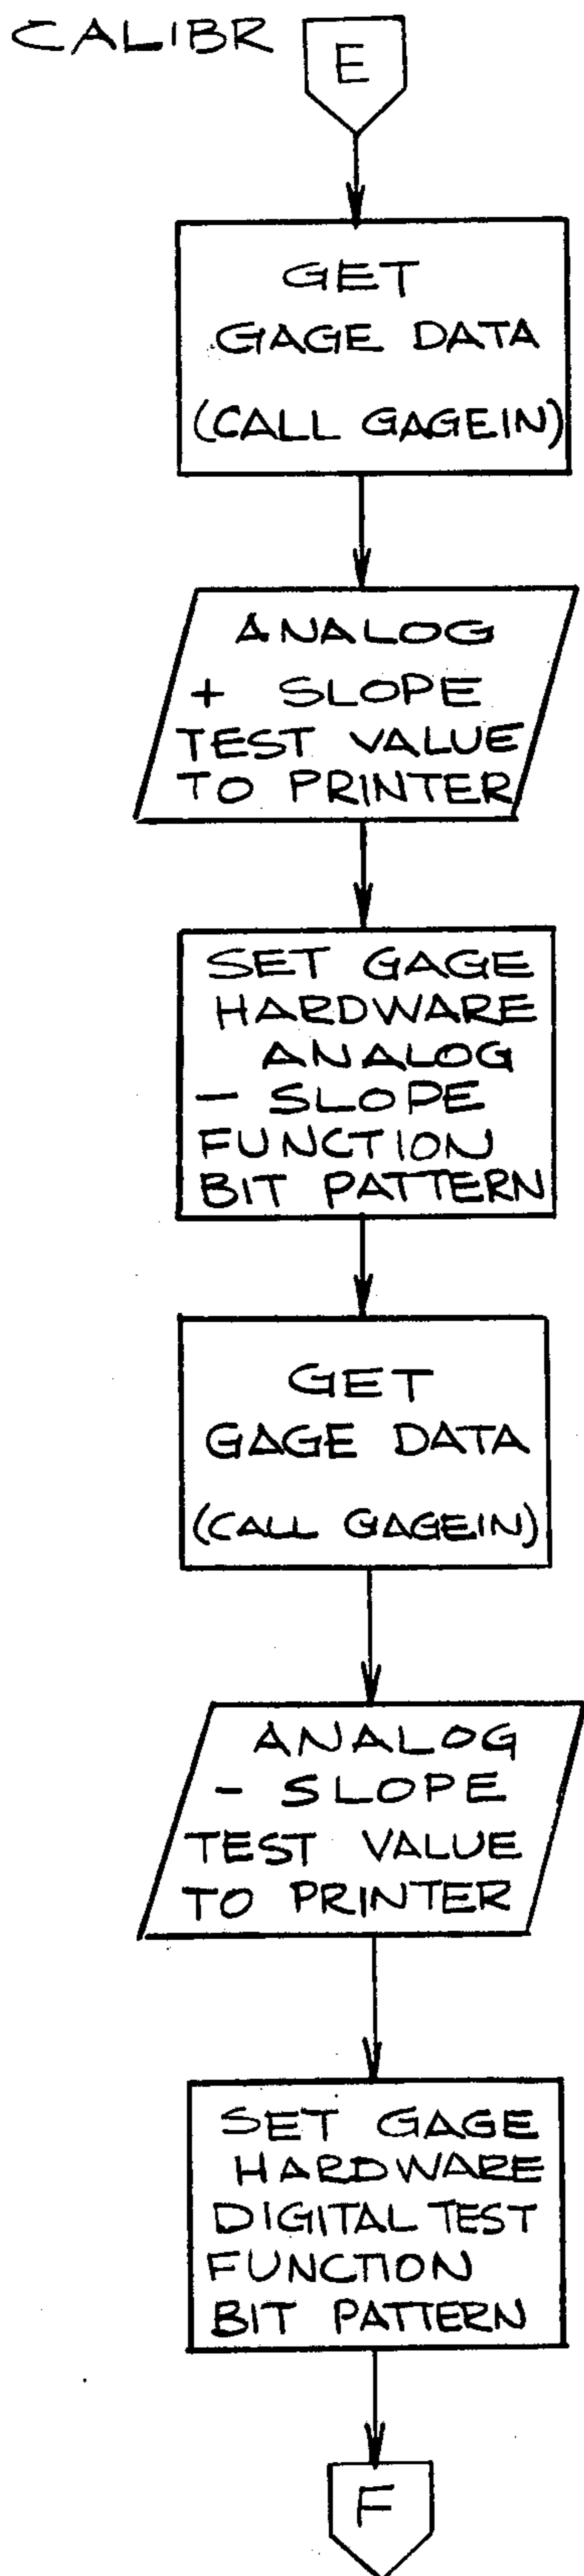 CALIBR
E
GET
GAGE DATA
(CALL GAGEIN)
ANALOG
+ SLOPE
TEST VALUE
TO PRINTER
SET GAGE
HARDWARE
ANALOG
- SLOPE
FUNCTION
BIT PATTERN
GET
GAGE DATA
(CALL GAGEIN)
ANALOG
- SLOPE
TEST VALUE
TO PRINTER
SET GAGE
HARDWARE
DIGITAL TEST
FUNCTION
BIT PATTERN
F